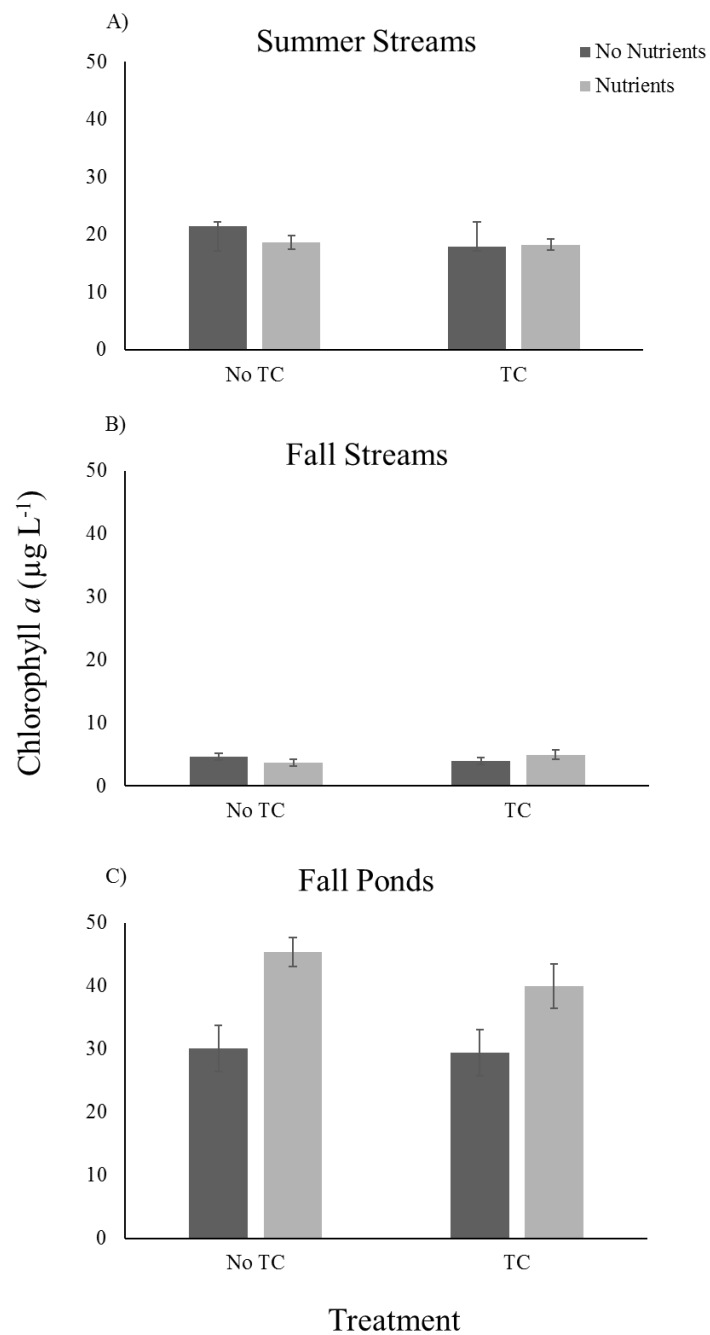 A)
Summer Streams
No Nutrients
Nutrients
50
40
30
20
10
0
No TC
TC
B)
Fall Streams
50
40
30
20
10
0
No TC
TC
Chlorophyll a (µg L-1)
C)
Fall Ponds
50
40
30
20
10
0
No TC
TC
Treatment